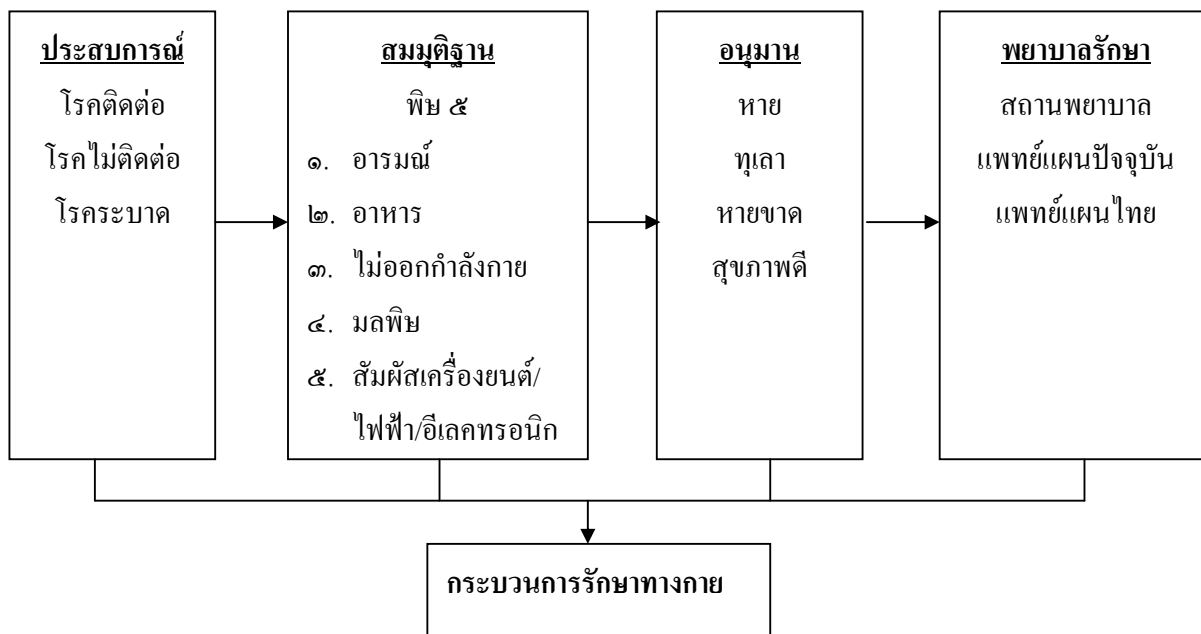 ประสบการณ์
โรคติดต่อ
โรคไม่ติดต่อ
โรคระบาด
สมมุติฐาน
พิษ ๕
๑. อารมณ์
๒. อาหาร
๓. ไม่ออกกำลังกาย
๔. มลพิษ
๕. สัมผัสเครื่องยนต์/
ไฟฟ้า/อีเลคทรอนิก
อนุมาน
หาย
ทุเลา
หายขาด
สุขภาพดี
พยาบาลรักษา
สถานพยาบาล
แพทย์แผนปัจจุบัน
แพทย์แผนไทย
กระบวนการรักษาทางกาย